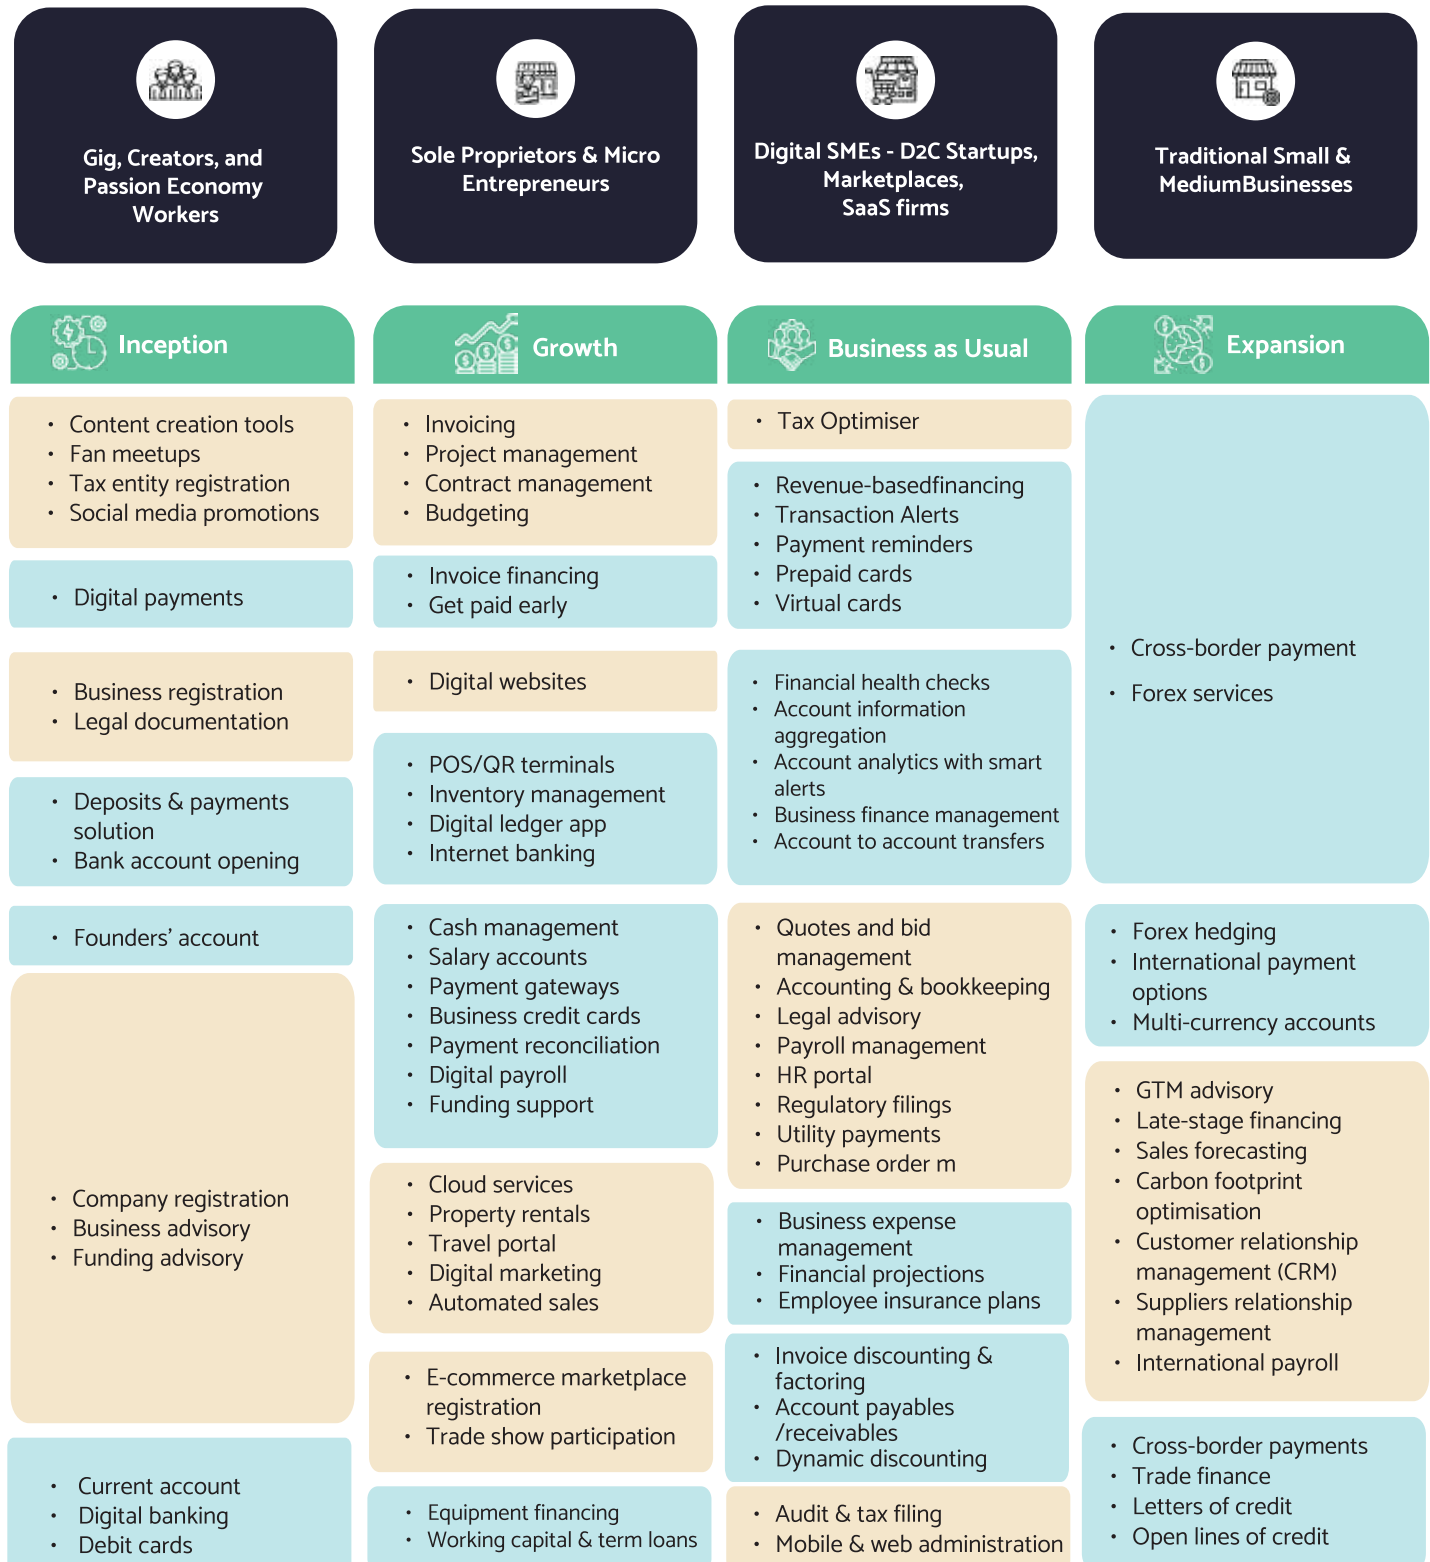 Gig, Creators, and
Passion Economy
Workers
Sole Proprietors & Micro
Entrepreneurs
Digital SMEs - D2C Startups,
Marketplaces,
SaaS firms
Traditional Small &
MediumBusinesses
Inception
• Content creation tools
• Fan meetups
• Tax entity registration
• Social media promotions
• Digital payments
• Business registration
• Legal documentation
• Deposits & payments
solution
• Bank account opening
• Founders' account
• Company registration
• Business advisory
• Funding advisory
• Current account
• Digital banking
• Debit cards
Growth
• Invoicing
• Project management
• Contract management
• Budgeting
• Invoice financing
• Get paid early
• Digital websites
• POS/QR terminals
• Inventory management
• Digital ledger app
• Internet banking
• Cash management
• Salary accounts
• Payment gateways
• Business credit cards
• Payment reconciliation
• Digital payroll
• Funding support
• Cloud services
• Property rentals
• Travel portal
• Digital marketing
• Automated sales
• E-commerce marketplace
registration
• Trade show participation
• Equipment financing
• Working capital & term loans
Business as Usual
• Tax Optimiser
• Revenue-basedfinancing
• Transaction Alerts
• Payment reminders
• Prepaid cards
• Virtual cards
• Financial health checks
• Account information
aggregation
• Account analytics with smart
alerts
• Business finance management
• Account to account transfers
• Quotes and bid
management
• Accounting & bookkeeping
• Legal advisory
• Payroll management
• HR portal
• Regulatory filings
• Utility payments
• Purchase order m
• Business expense
management
• Financial projections
• Employee insurance plans
• Invoice discounting &
factoring
• Account payables
/receivables
• Dynamic discounting
• Audit & tax filing
• Mobile & web administration
Expansion
• Cross-border payment
• Forex services
• Forex hedging
• International payment
options
• Multi-currency accounts
• GTM advisory
• Late-stage financing
• Sales forecasting
• Carbon footprint
optimisation
• Customer relationship
management (CRM)
• Suppliers relationship
management
• International payroll
• Cross-border payments
• Trade finance
• Letters of credit
• Open lines of credit